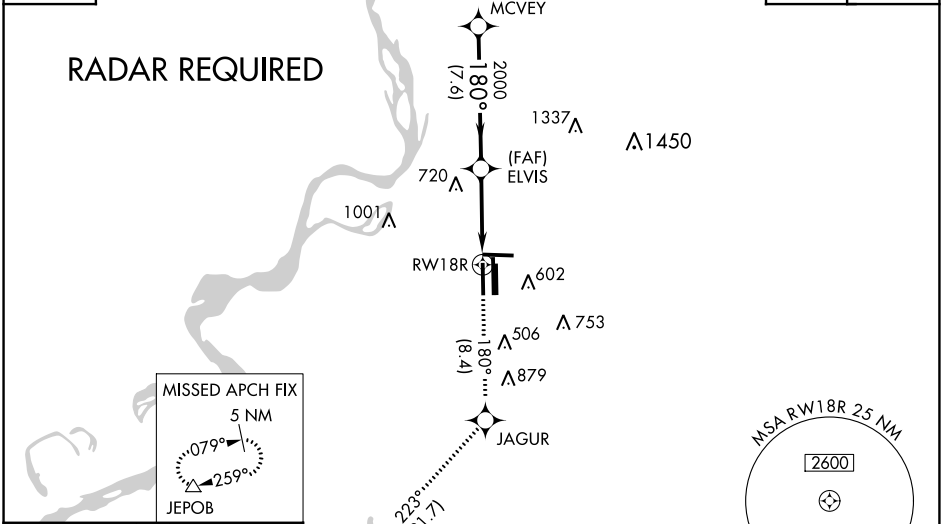 MCVEY
RADAR REQUIRED
2000
180°
(7.6)
1337
1450
(FAF)
ELVIS
720
1001
RW18R
602
753
506
180°
(8.4)
879
MISSED APCH FIX
5 NM
079°
259°
JEPOB
JAGUR
223°
MSA RW18R 25 NM
2600